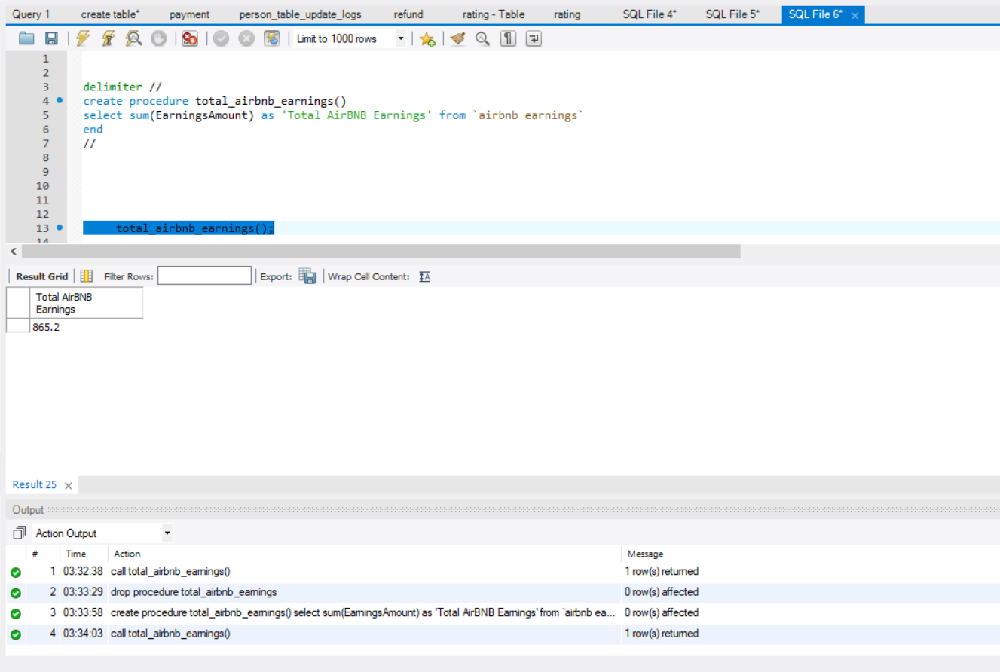 Query 1 create table* payment person_table_update_logs refund rating - Table rating SQL File 4* SQL File 5* SQL File 6* ×
Limit to 1000 rows
1
2
3 delimiter //
4 create procedure total_airbnb_earnings()
5 select sum(EarningsAmount) as 'Total AirBNB Earnings' from `airbnb earnings`
6 end
7 //
8
9
10
11
12
13 total_airbnb_earnings();
14
Result Grid Filter Rows: Export: Wrap Cell Content: IA
Total AirBNB
Earnings
865.2
Result 25 ×
Output
Action Output
# Time Action Message
1 03:32:38 call total_airbnb_earnings() 1 row(s) returned
2 03:33:29 drop procedure total_airbnb_earnings 0 row(s) affected
3 03:33:58 create procedure total_airbnb_earnings() select sum(EarningsAmount) as 'Total AirBNB Earnings' from `airbnb ea... 0 row(s) affected
4 03:34:03 call total_airbnb_earnings() 1 row(s) returned